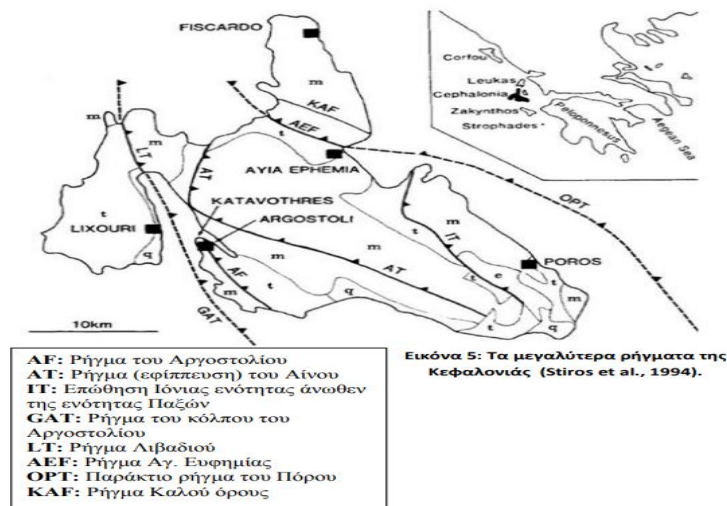 FISCARDO
m
KAF
AEF
t
m
m
LT
AT
AYIA EPHEMIA
KATAVOTHRES
ARGOSTOLI
t
LIXOURI
q
m
AF
m
t
GAT
AT
q
t
IT
m
OPT
POROS
e
t
t
m
t
q
10km
Corfou
Leukas
Cephalonia
Zakynthos
Strophades
Peloponnesus
Aegean Sea
AF: Ρήγμα του Αργοστολίου
AT: Ρήγμα (εφίππευση) του Αίνου
IT: Επώθηση Ιόνιας ενότητας άνωθεν
της ενότητας Παξών
GAT: Ρήγμα του κόλπου του
Αργοστολίου
LT: Ρήγμα Λιβαδιού
AEF: Ρήγμα Αγ. Ευφημίας
OPT: Παράκτιο ρήγμα του Πόρου
KAF: Ρήγμα Καλού όρους
Εικόνα 5: Τα μεγαλύτερα ρήγματα της
Κεφαλονιάς (Stiros et al., 1994).